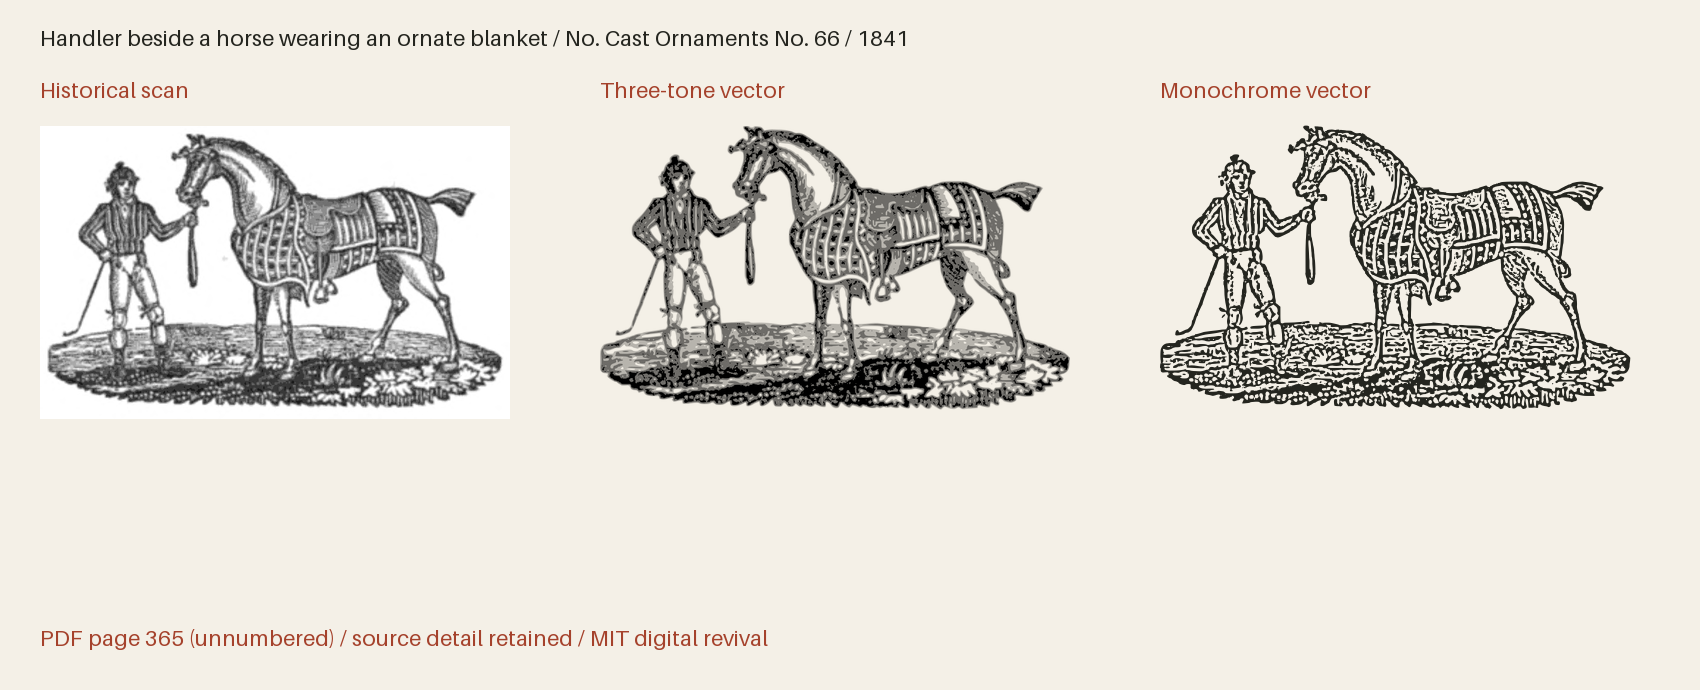 Handler beside a horse wearing an ornate blanket / No. Cast Ornaments No. 66 / 1841
Historical scan
Three-tone vector
Monochrome vector
PDF page 365 (unnumbered) / source detail retained / MIT digital revival